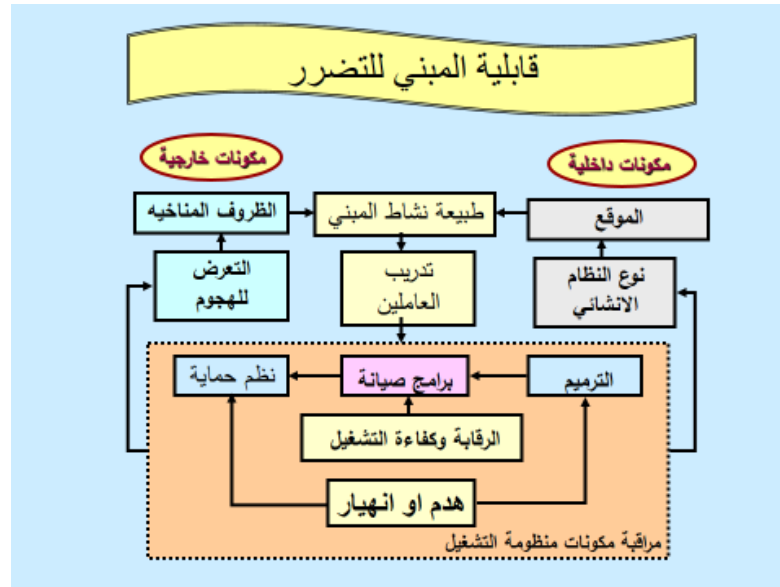 قابلية المبني للتضرر
مكونات داخلية
مكونات خارجية
الموقع
طبيعة نشاط المبني
الظروف المناخيه
نوع النظام
الانشائي
تدريب
العاملين
التعرض
للهجوم
الترميم
برامج صيانة
نظم حماية
الرقابة وكفاءة التشغيل
هدم او انهيار
مراقبة مكونات منظومة التشغيل